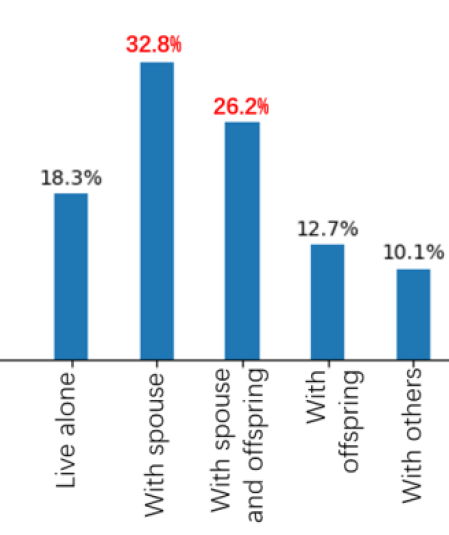 32.8%
26.2%
18.3%
12.7%
10.1%
Live alone
With spouse
With spouse
and offspring
With
offspring
With others